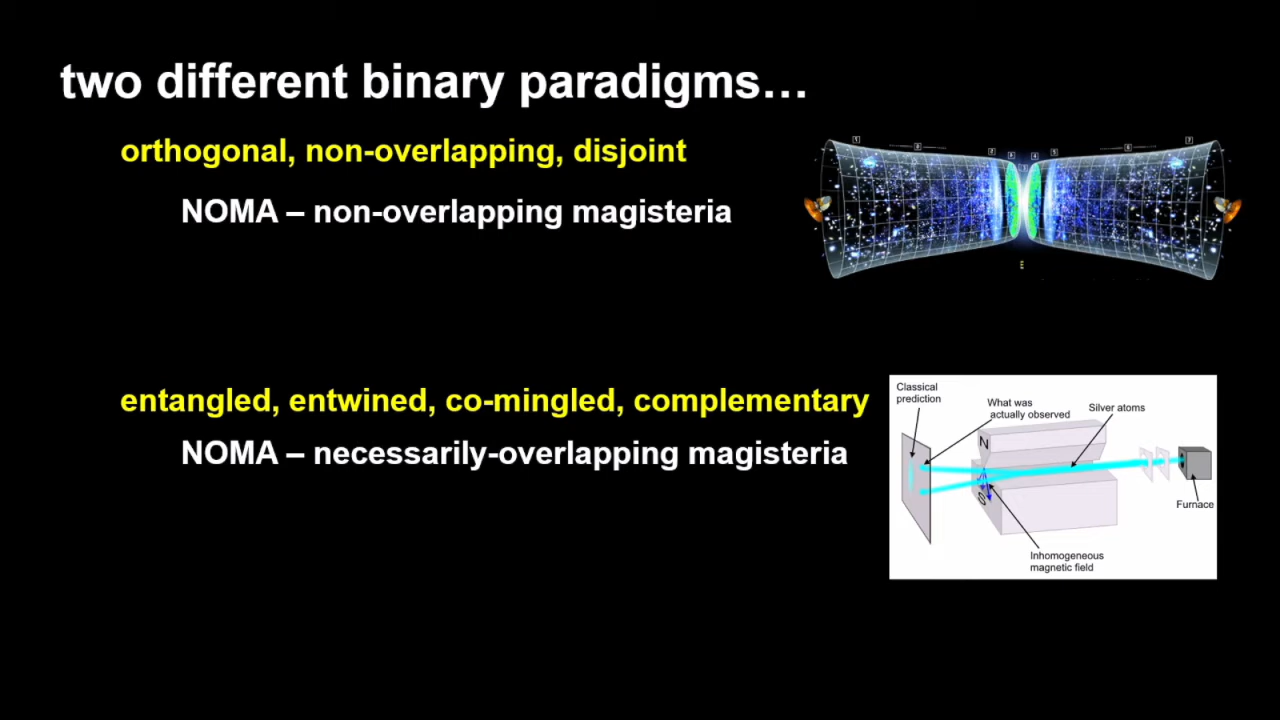 two different binary paradigms...
orthogonal, non-overlapping, disjoint
NOMA – non-overlapping magisteria
entangled, entwined, co-mingled, complementary
NOMA – necessarily-overlapping magisteria
Classical
prediction
What was
actually observed
Silver atoms
N
S
Furnace
Inhomogeneous
magnetic field